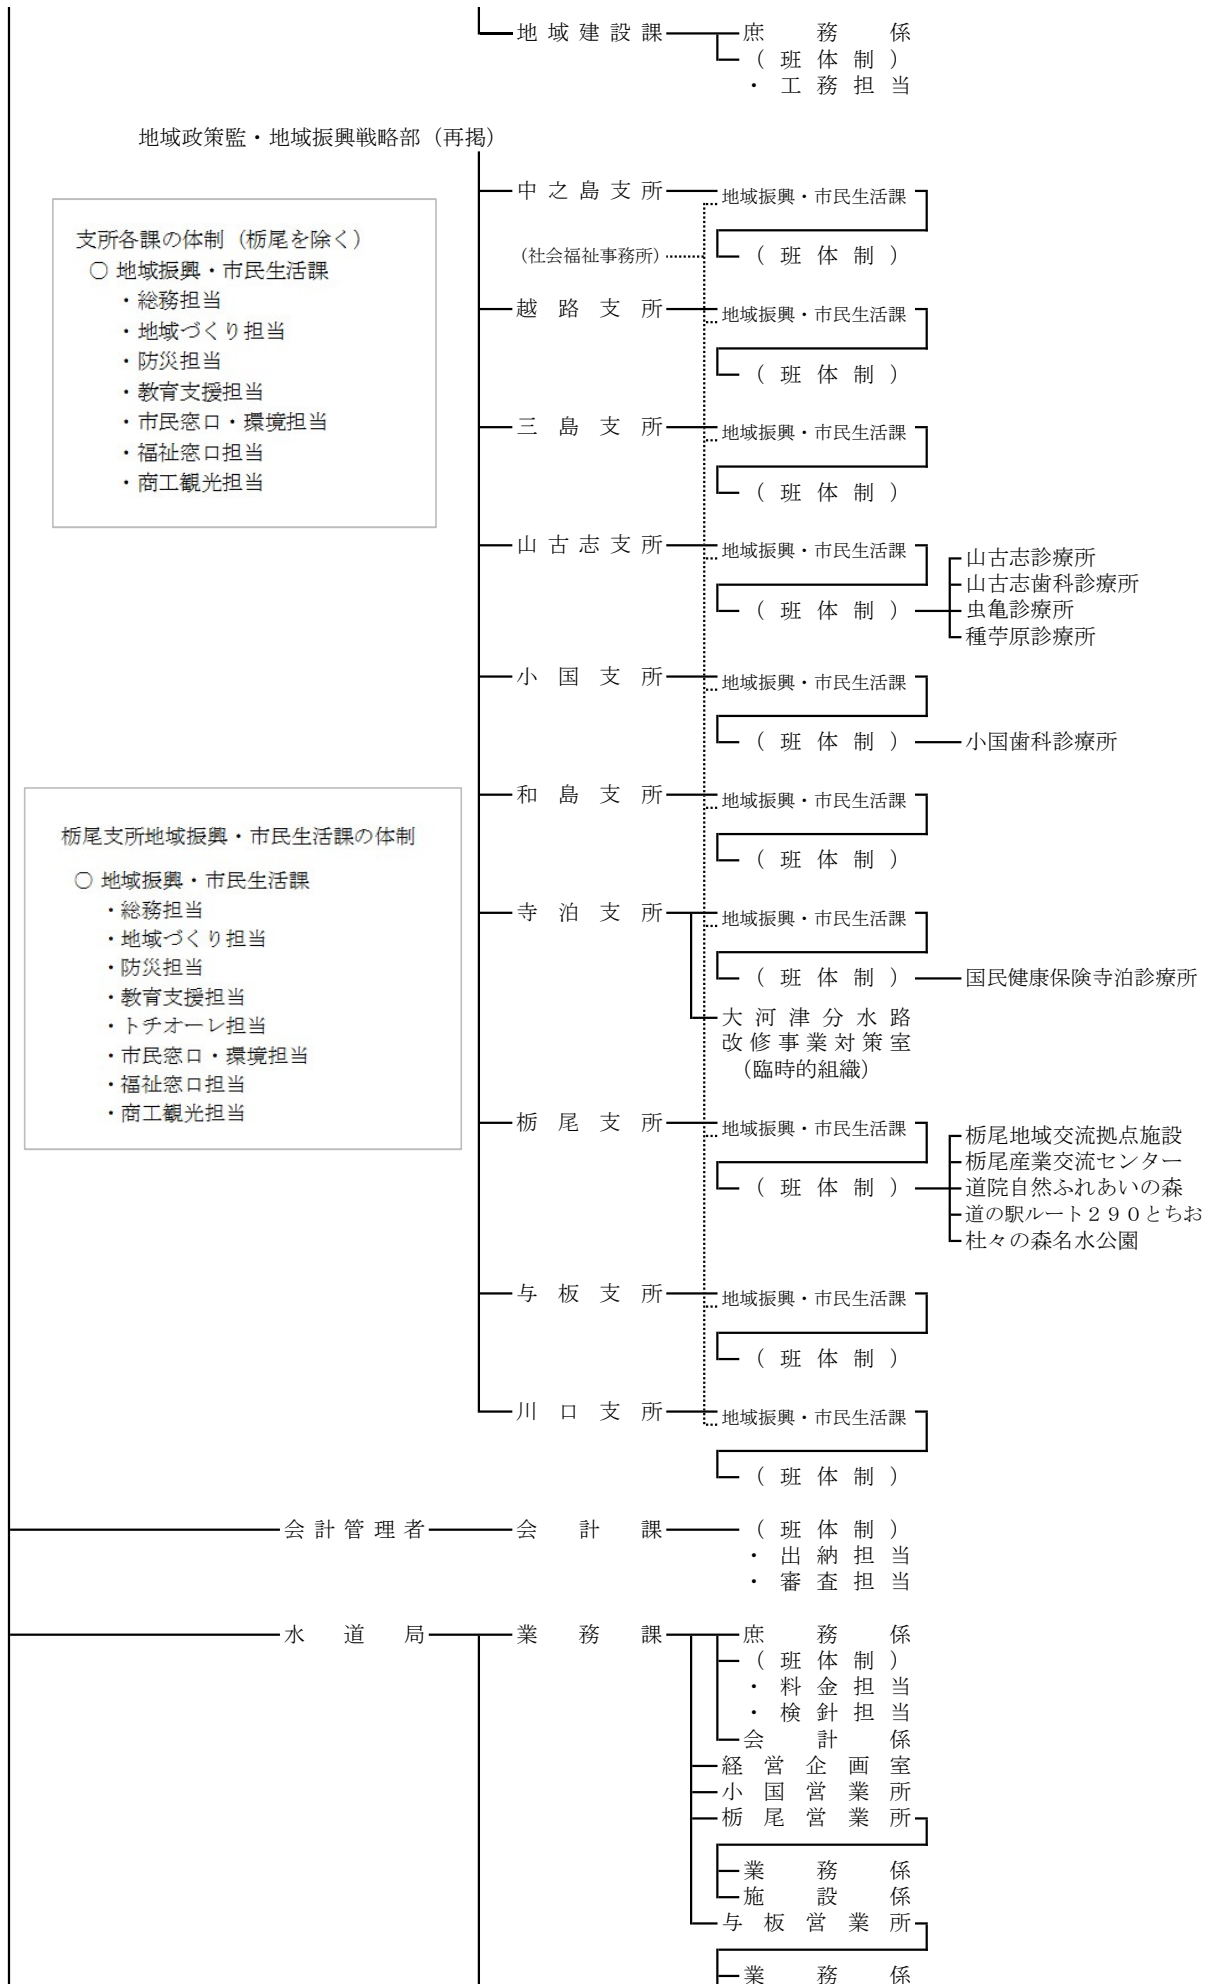 地域建設課 庶務係
(班体制)
・工務担当
地域政策監・地域振興戦略部(再掲)
中之島支所 地域振興・市民生活課
(社会福祉事務所) (班体制)
支所各課の体制(栃尾を除く)
○ 地域振興・市民生活課
・総務担当
・地域づくり担当
・防災担当
・教育支援担当
・市民窓口・環境担当
・福祉窓口担当
・商工観光担当
越路支所 地域振興・市民生活課
(班体制)
三島支所 地域振興・市民生活課
(班体制)
山古志支所 地域振興・市民生活課
(班体制)
山古志診療所
山古志歯科診療所
虫亀診療所
種苧原診療所
小国支所 地域振興・市民生活課
(班体制) 小国歯科診療所
和島支所 地域振興・市民生活課
(班体制)
栃尾支所地域振興・市民生活課の体制
○ 地域振興・市民生活課
・総務担当
・地域づくり担当
・防災担当
・教育支援担当
・トチオーレ担当
・市民窓口・環境担当
・福祉窓口担当
・商工観光担当
寺泊支所 地域振興・市民生活課
(班体制) 国民健康保険寺泊診療所
大河津分水路
改修事業対策室
(臨時的組織)
栃尾支所 地域振興・市民生活課
(班体制)
栃尾地域交流拠点施設
栃尾産業交流センター
道院自然ふれあいの森
道の駅ルート290とちお
杜々の森名水公園
与板支所 地域振興・市民生活課
(班体制)
川口支所 地域振興・市民生活課
(班体制)
会計管理者 会計課 (班体制)
・出納担当
・審査担当
水道局 業務課 庶務係
(班体制)
・料金担当
・検針担当
会計係
経営企画室
小国営業所
栃尾営業所
業務係
施設係
与板営業所
業務係